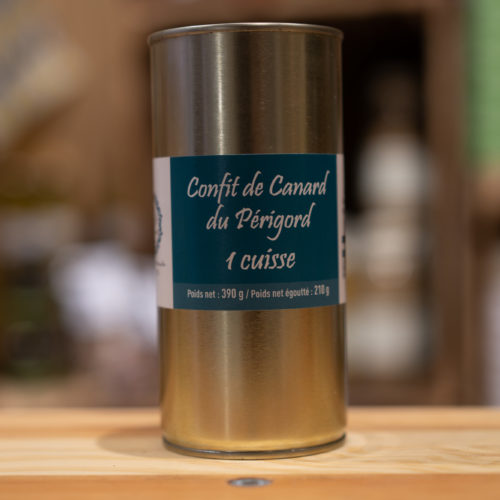 Confit de Canard
du Périgord
1 cuisse
Poids net : 390 g / Poids net égoutté : 210 g